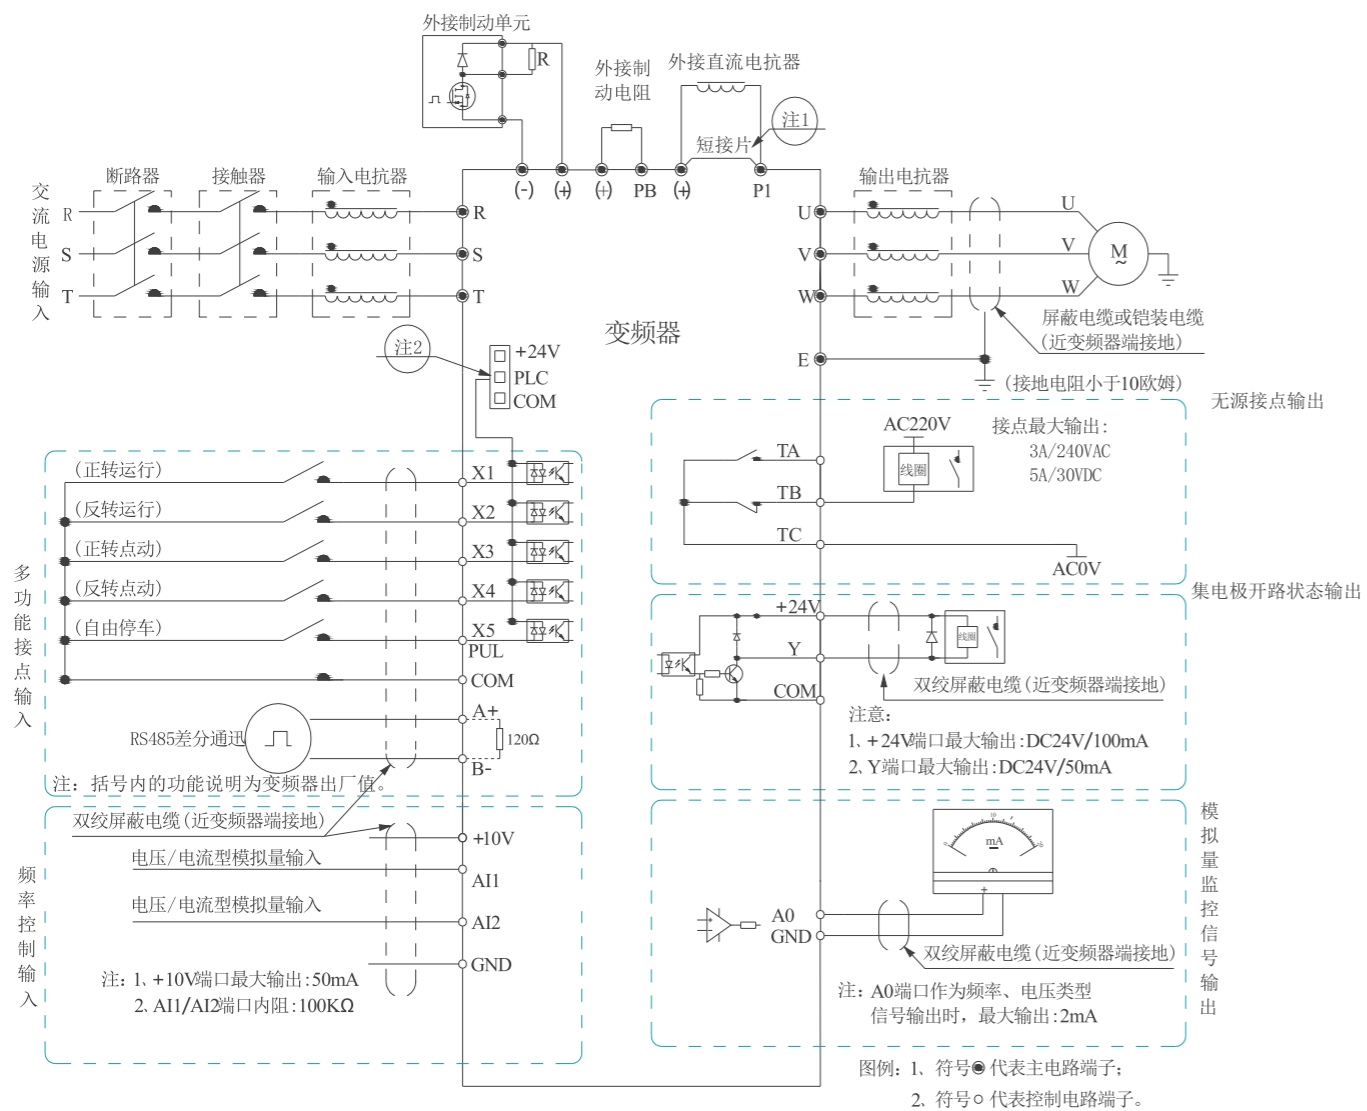 外接制动单元
R
外接制
动电阻
外接直流电抗器
注1
短接片
(-)
(+)
(+)
PB
(+)
P1
交流电源输入
断路器
接触器
输入电抗器
R
S
T
R
S
T
变频器
输出电抗器
U
V
W
U
V
W
M
~
E
屏蔽电缆或铠装电缆
(近变频器端接地)
(接地电阻小于10欧姆)
注2
+24V
PLC
COM
多功能接点输入
(正转运行)
X1
(反转运行)
X2
(正转点动)
X3
(反转点动)
X4
(自由停车)
X5
PUL
COM
RS485差分通迅
A+
120Ω
B-
注：括号内的功能说明为变频器出厂值。
频率控制输入
双绞屏蔽电缆(近变频器端接地)
+10V
电压/电流型模拟量输入
AI1
电压/电流型模拟量输入
AI2
GND
注：1、+10V端口最大输出:50mA
2、AI1/AI2端口内阻:100KΩ
无源接点输出
TA
TB
TC
AC220V
线圈
AC0V
接点最大输出:
3A/240VAC
5A/30VDC
集电极开路状态输出
+24V
Y
COM
线圈
双绞屏蔽电缆(近变频器端接地)
注意:
1、+24V端口最大输出:DC24V/100mA
2、Y端口最大输出:DC24V/50mA
模拟量监控信号输出
0
10
20
mA
+
A0
GND
双绞屏蔽电缆(近变频器端接地)
注：A0端口作为频率、电压类型
信号输出时，最大输出:2mA
图例：1、符号◉代表主电路端子;
2、符号○代表控制电路端子。